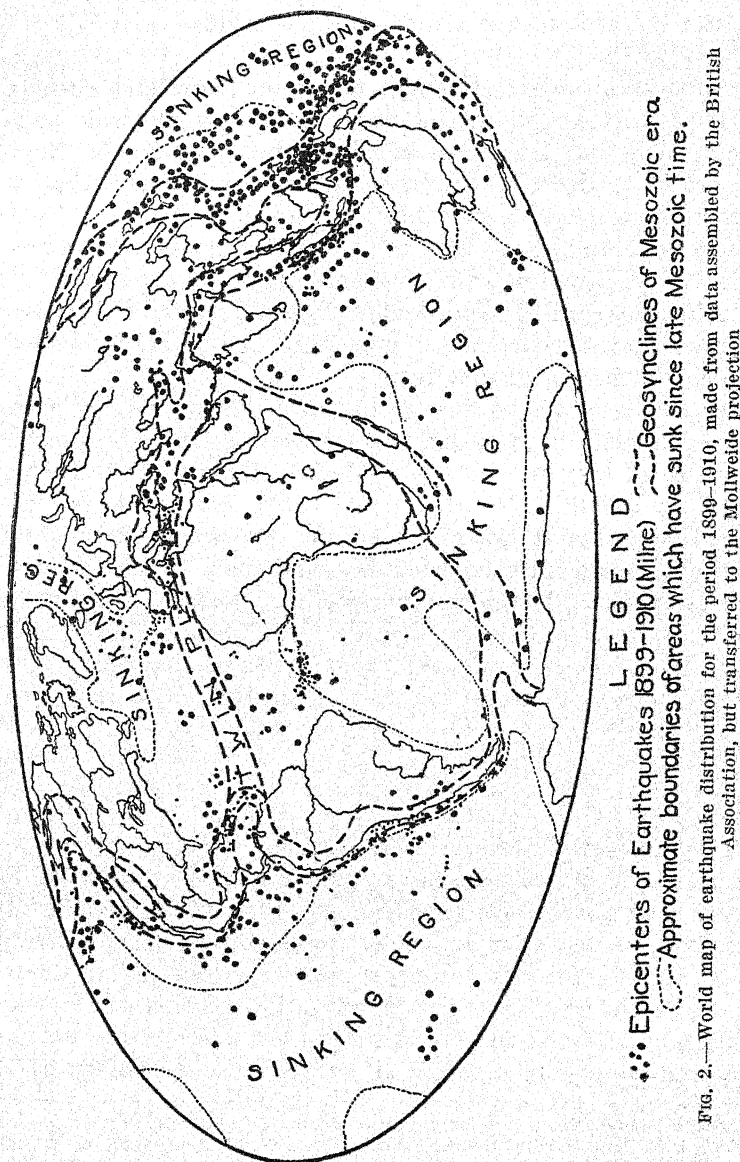 SINKING REGION
SINKING REG
SINKING
TWIN PL
SINKING REGION
SINKING REGION
SINKING
LEGEND
Epicenters of Earthquakes 1899-1910 (Milne) Geosynclines of Mesozoic era.
Approximate boundaries of areas which have sunk since late Mesozoic time.
FIG. 2.—World map of earthquake distribution for the period 1899–1910, made from data assembled by the British
Association, but transferred to the Mollweide projection